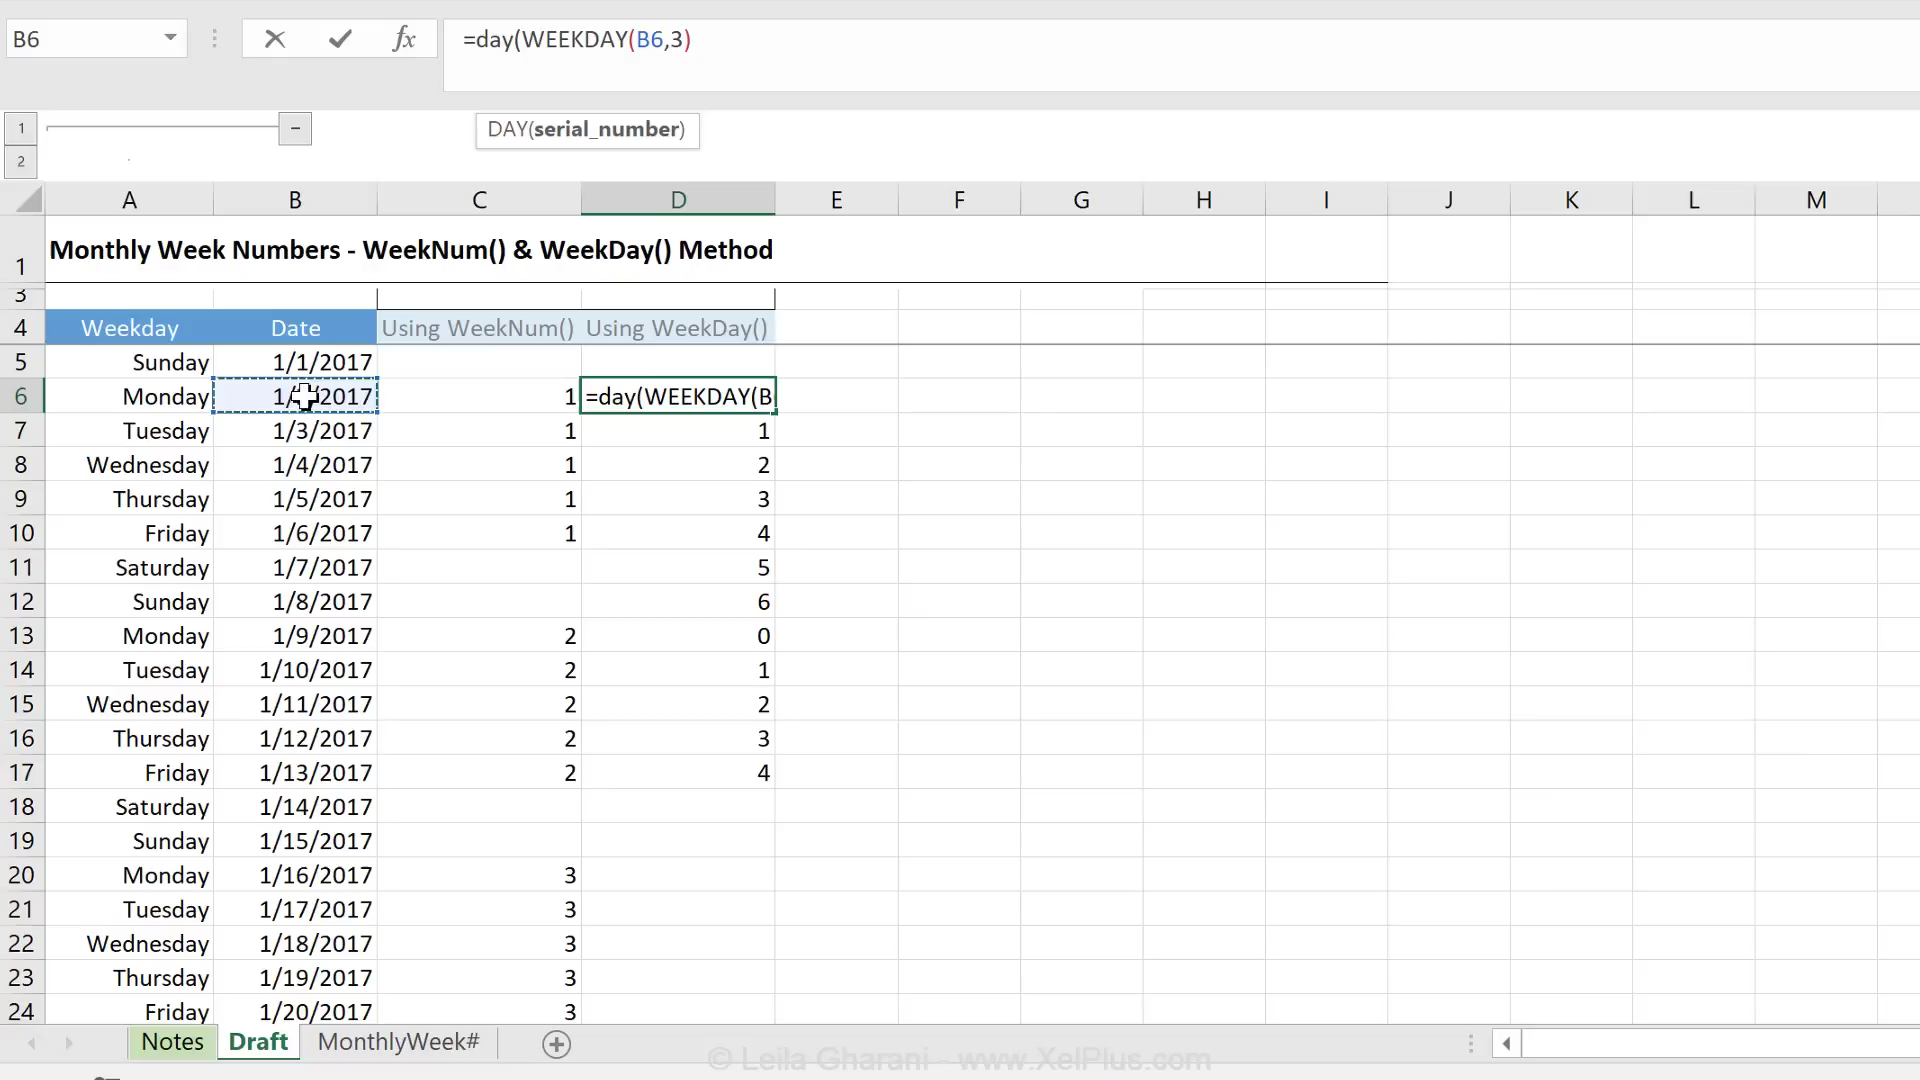 B6 fx =day(WEEKDAY(B6,3)
1 DAY(serial_number)
2
A B C D E F G H I J K L M
1 Monthly Week Numbers - WeekNum() & WeekDay() Method
3
4 Weekday Date Using WeekNum() Using WeekDay()
5 Sunday 1/1/2017
6 Monday 1/ 2017 1 =day(WEEKDAY(B
7 Tuesday 1/3/2017 1 1
8 Wednesday 1/4/2017 1 2
9 Thursday 1/5/2017 1 3
10 Friday 1/6/2017 1 4
11 Saturday 1/7/2017 5
12 Sunday 1/8/2017 6
13 Monday 1/9/2017 2 0
14 Tuesday 1/10/2017 2 1
15 Wednesday 1/11/2017 2 2
16 Thursday 1/12/2017 2 3
17 Friday 1/13/2017 2 4
18 Saturday 1/14/2017
19 Sunday 1/15/2017
20 Monday 1/16/2017 3
21 Tuesday 1/17/2017 3
22 Wednesday 1/18/2017 3
23 Thursday 1/19/2017 3
24 Friday 1/20/2017 3
Notes Draft MonthlyWeek#
© Leila Gharani - www.XelPlus.com